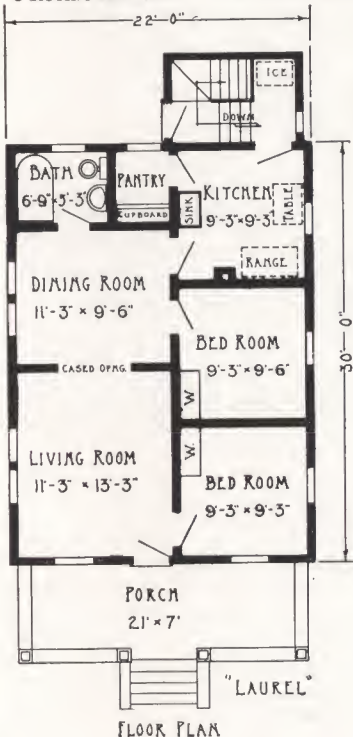 22'-0"
ICE
DOWN
BATH
6'-9" × 5'-3"
PANTRY
CUPBOARD
KITCHEN
9'-3" × 9'-3"
SINK
TABLE
RANGE
DINING ROOM
11'-3" × 9'-6"
30'-0"
BED ROOM
9'-3" × 9'-6"
CASED OPNG.
W.
LIVING ROOM
11'-3" × 13'-3"
W.
BED ROOM
9'-3" × 9'-3"
PORCH
21' × 7'
"LAUREL"
FLOOR PLAN